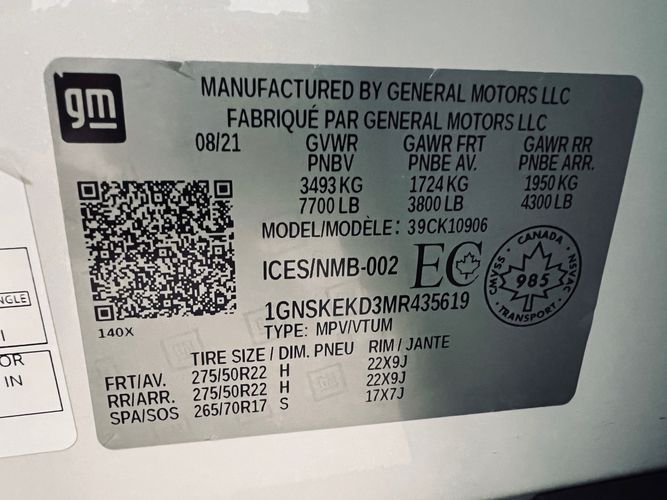 gm
MANUFACTURED BY GENERAL MOTORS LLC
FABRIQUÉ PAR GENERAL MOTORS LLC
08/21 GVWR GAWR FRT GAWR RR
PNBV PNBE AV. PNBE ARR.
3493 KG 1724 KG 1950 KG
7700 LB 3800 LB 4300 LB
MODEL/MODÈLE: 39CK10906
ICES/NMB-002 EC
CANADA
CMVSS 985 NSVAC
TRANSPORT
1GNSKEKD3MR435619
140X
TYPE: MPV/VTUM
TIRE SIZE / DIM. PNEU RIM / JANTE
FRT/AV. 275/50R22 H 22X9J
RR/ARR. 275/50R22 H 22X9J
SPA/SOS 265/70R17 S 17X7J
NGLE
OR
IN